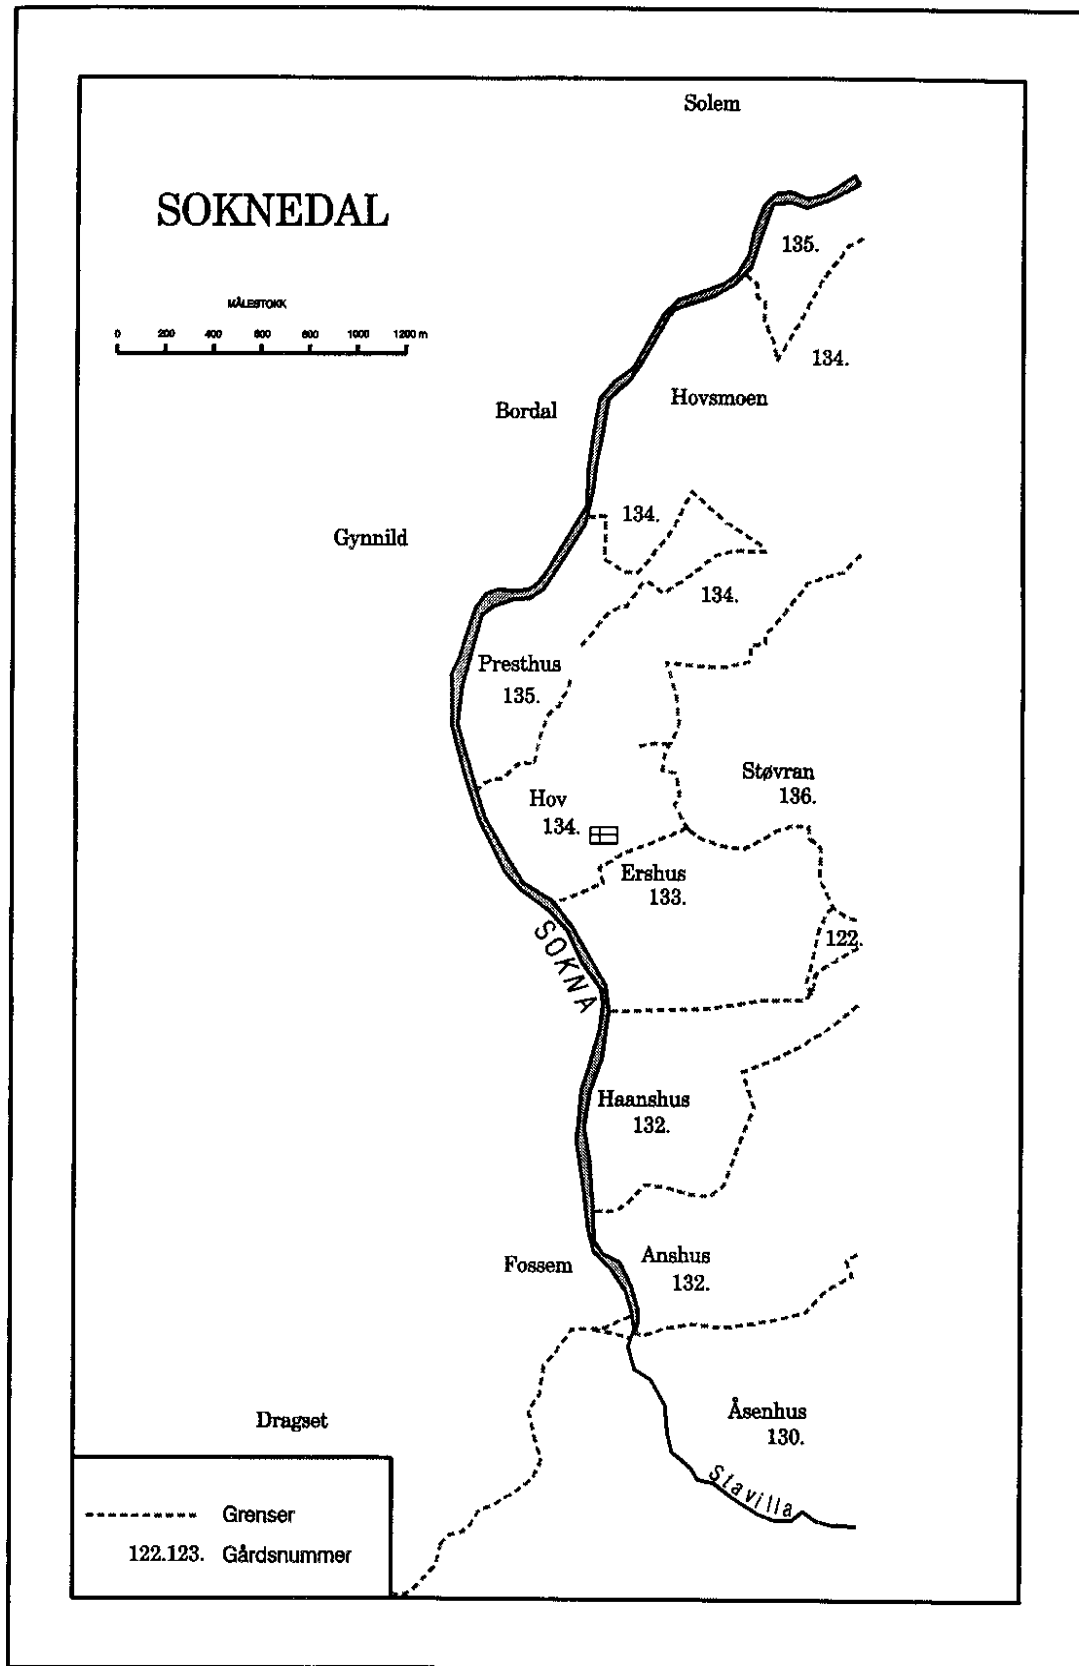 Solem
SOKNEDAL
MÅLESTOKK
0 200 400 600 800 1000 1200 m
135.
134.
Hovsmoen
Bordal
134.
Gynnild
134.
Presthus
135.
Støvran
136.
Hov
134.
Ershus
133.
122.
SOKNA
Haanshus
132.
Anshus
132.
Fossem
Åsenhus
130.
Dragset
Stavilla
Grenser
122.123. Gårdsnummer